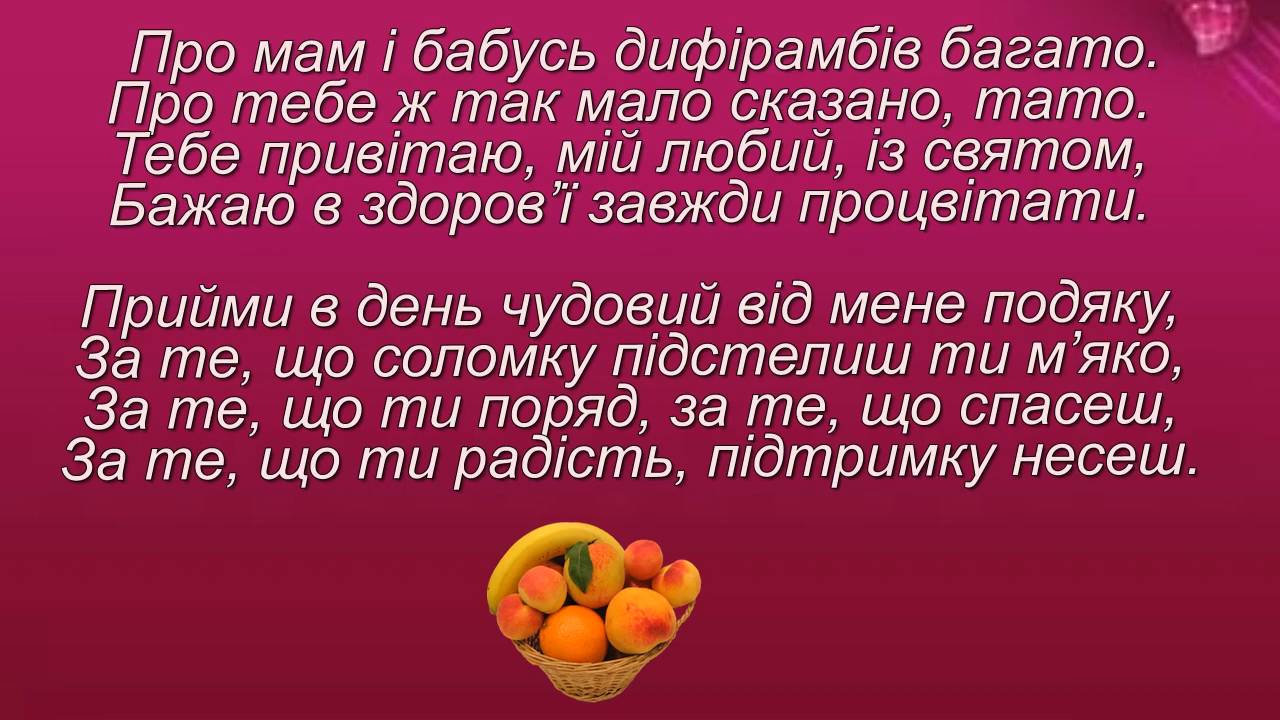 Про мам і бабусь дифірамбів багато.
Про тебе ж так мало сказано, тато.
Тебе привітаю, мій любий, із святом,
Бажаю в здоров’ї завжди процвітати.
Прийми в день чудовий від мене подяку,
За те, що соломку підстелиш ти м’яко,
За те, що ти поряд, за те, що спасеш,
За те, що ти радість, підтримку несеш.